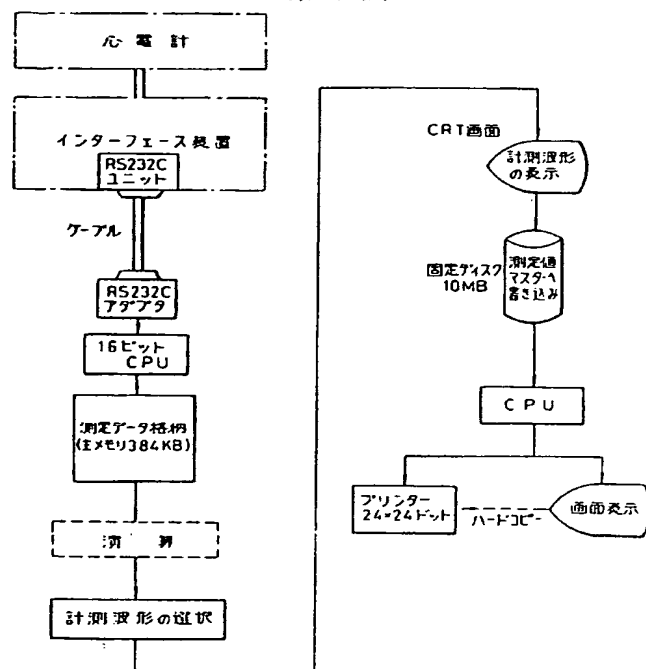 心電計
インターフェース装置
RS232C
ユニット
ケーブル
RS232C
アダプタ
16ビット
CPU
測定データ格納
(主メモリ384KB)
演算
計測波形の選択
CRT画面
計測波形
の表示
固定ディスク
10MB
測定値
マスターへ
書き込み
CPU
プリンター
24×24ドット
ハードコピー
画面表示